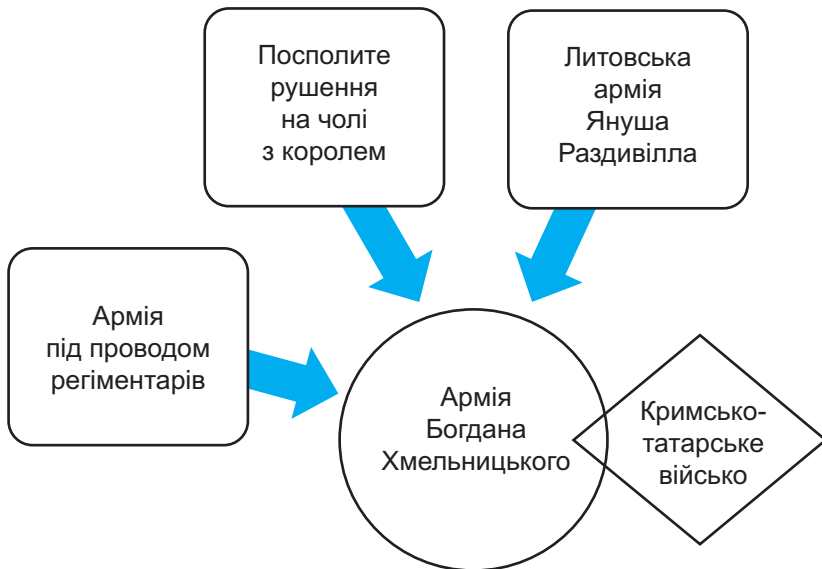 Посполите
рушення
на чолі
з королем
Литовська
армія
Януша
Раздивілла
Армія
під проводом
регіментарів
Армія
Богдана
Хмельницького
Кримсько-
татарське
військо